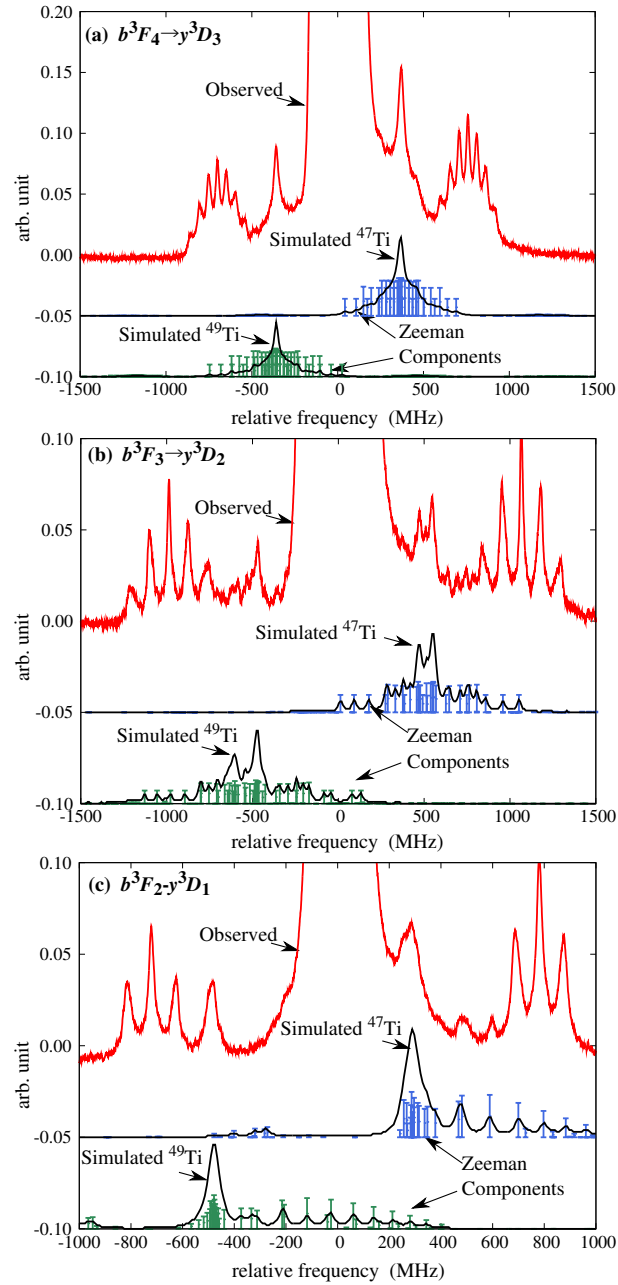 (a) b³F₄→y³D₃
0.20
0.15
0.10
0.05
0.00
-0.05
-0.10
arb. unit
Observed
Simulated ⁴⁷Ti
Simulated ⁴⁹Ti
Zeeman
Components
-1500 -1000 -500 0 500 1000 1500
relative frequency (MHz)
(b) b³F₃→y³D₂
0.10
0.05
0.00
-0.05
-0.10
arb. unit
Observed
Simulated ⁴⁷Ti
Zeeman
Simulated ⁴⁹Ti
Components
-1500 -1000 -500 0 500 1000 1500
relative frequency (MHz)
(c) b³F₂-y³D₁
0.10
0.05
0.00
-0.05
-0.10
arb. unit
Observed
Simulated ⁴⁷Ti
Zeeman
Simulated ⁴⁹Ti
Components
-1000 -800 -600 -400 -200 0 200 400 600 800 1000
relative frequency (MHz)